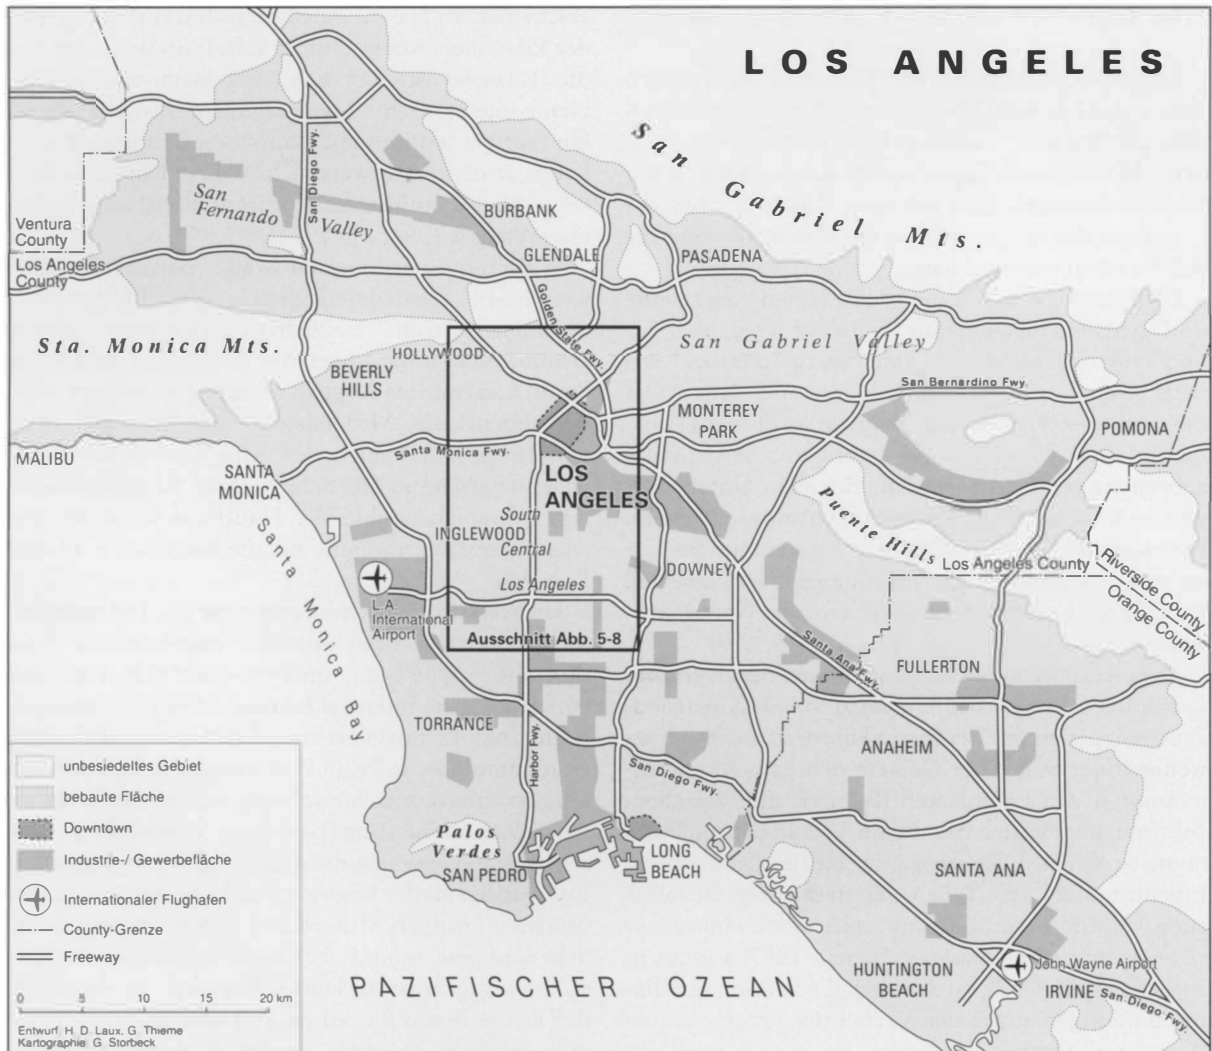 LOS ANGELES
San Gabriel Mts.
San Diego Fwy.
San
Fernando
Valley
BURBANK
Ventura
County
Los Angeles
County
GLENDALE
PASADENA
Golden State Fwy.
Sta. Monica Mts.
HOLLYWOOD
BEVERLY
HILLS
San Gabriel Valley
San Bernardino Fwy.
MONTEREY
PARK
POMONA
MALIBU
Santa Monica Fwy.
SANTA
MONICA
LOS
ANGELES
South
Central
Los Angeles
INGLEWOOD
Puente Hills
Los Angeles County
Riverside County
Orange County
DOWNEY
Santa Monica Bay
L.A.
International
Airport
Ausschnitt Abb. 5-8
Santa Ana Fwy.
FULLERTON
TORRANCE
Harbor Fwy.
ANAHEIM
San Diego Fwy.
Palos
Verdes
SAN PEDRO
LONG
BEACH
SANTA ANA
HUNTINGTON
BEACH
John Wayne Airport
IRVINE
San Diego Fwy.
PAZIFISCHER OZEAN
unbesiedeltes Gebiet
bebaute Fläche
Downtown
Industrie-/ Gewerbefläche
Internationaler Flughafen
County-Grenze
Freeway
0 5 10 15 20 km
Entwurf H. D. Laux, G. Thieme
Kartographie G. Storbeck